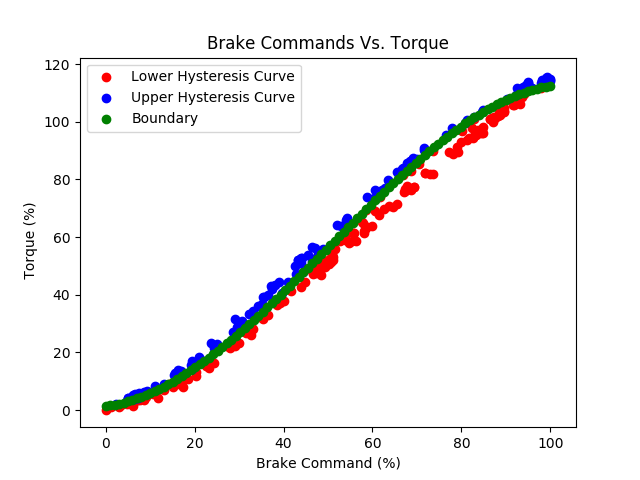 Brake Commands Vs. Torque
Lower Hysteresis Curve
Upper Hysteresis Curve
Boundary
Torque (%)
120
100
80
60
40
20
0
0 20 40 60 80 100
Brake Command (%)